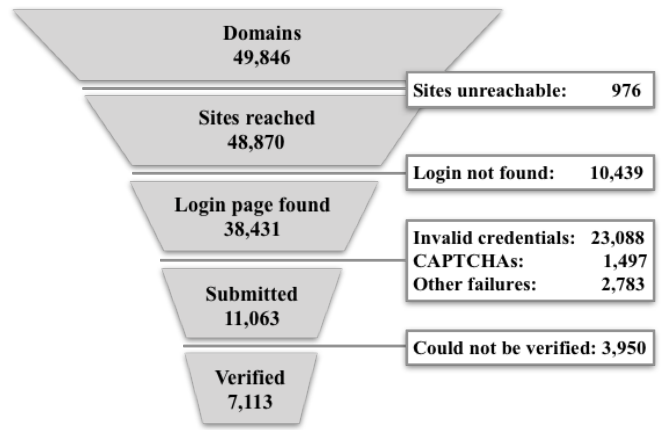 Domains
49,846
Sites unreachable: 976
Sites reached
48,870
Login not found: 10,439
Login page found
38,431
Invalid credentials: 23,088
CAPTCHAs: 1,497
Other failures: 2,783
Submitted
11,063
Could not be verified: 3,950
Verified
7,113